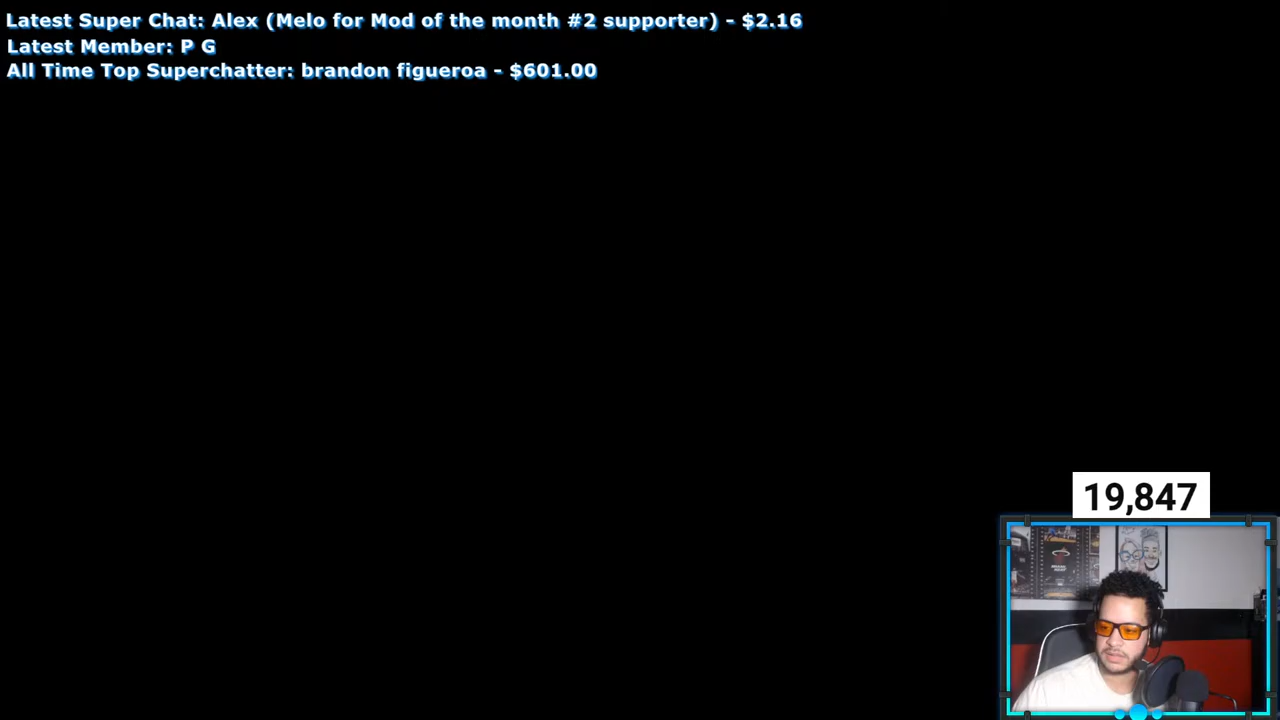 Latest Super Chat: Alex (Melo for Mod of the month #2 supporter) - $2.16
Latest Member: P G
All Time Top Superchatter: brandon figueroa - $601.00
19,847